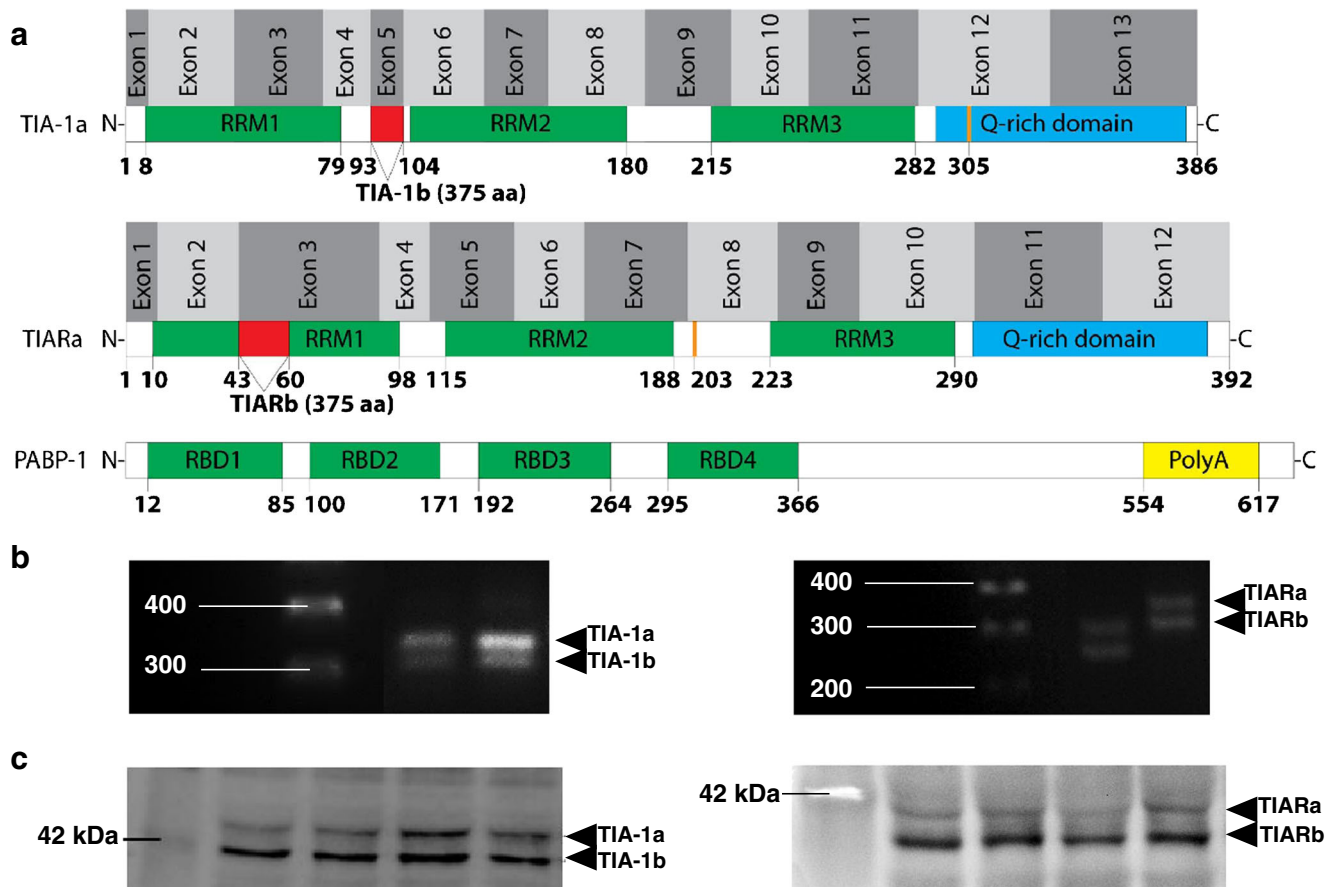 a
Exon 1 Exon 2 Exon 3 Exon 4 Exon 5 Exon 6 Exon 7 Exon 8 Exon 9 Exon 10 Exon 11 Exon 12 Exon 13
TIA-1a N- RRM1 RRM2 RRM3 Q-rich domain -C
1 8 79 93 104 180 215 282 305 386
TIA-1b (375 aa)
Exon 1 Exon 2 Exon 3 Exon 4 Exon 5 Exon 6 Exon 7 Exon 8 Exon 9 Exon 10 Exon 11 Exon 12
TIARa N- RRM1 RRM2 RRM3 Q-rich domain -C
1 10 43 60 98 115 188 203 223 290 392
TIARb (375 aa)
PABP-1 N- RBD1 RBD2 RBD3 RBD4 PolyA -C
12 85 100 171 192 264 295 366 554 617
b
400
300
TIA-1a
TIA-1b
400
300
200
TIARa
TIARb
c
42 kDa
TIA-1a
TIA-1b
42 kDa
TIARa
TIARb